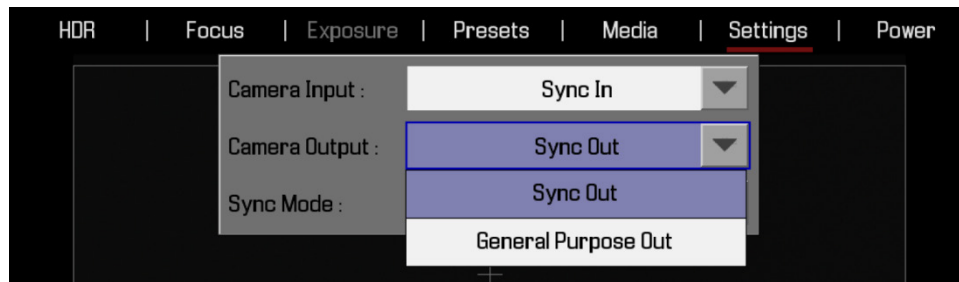 HDR | Focus | Exposure | Presets | Media | Settings | Power
Camera Input : Sync In
Camera Output : Sync Out
Sync Mode : Sync Out
General Purpose Out